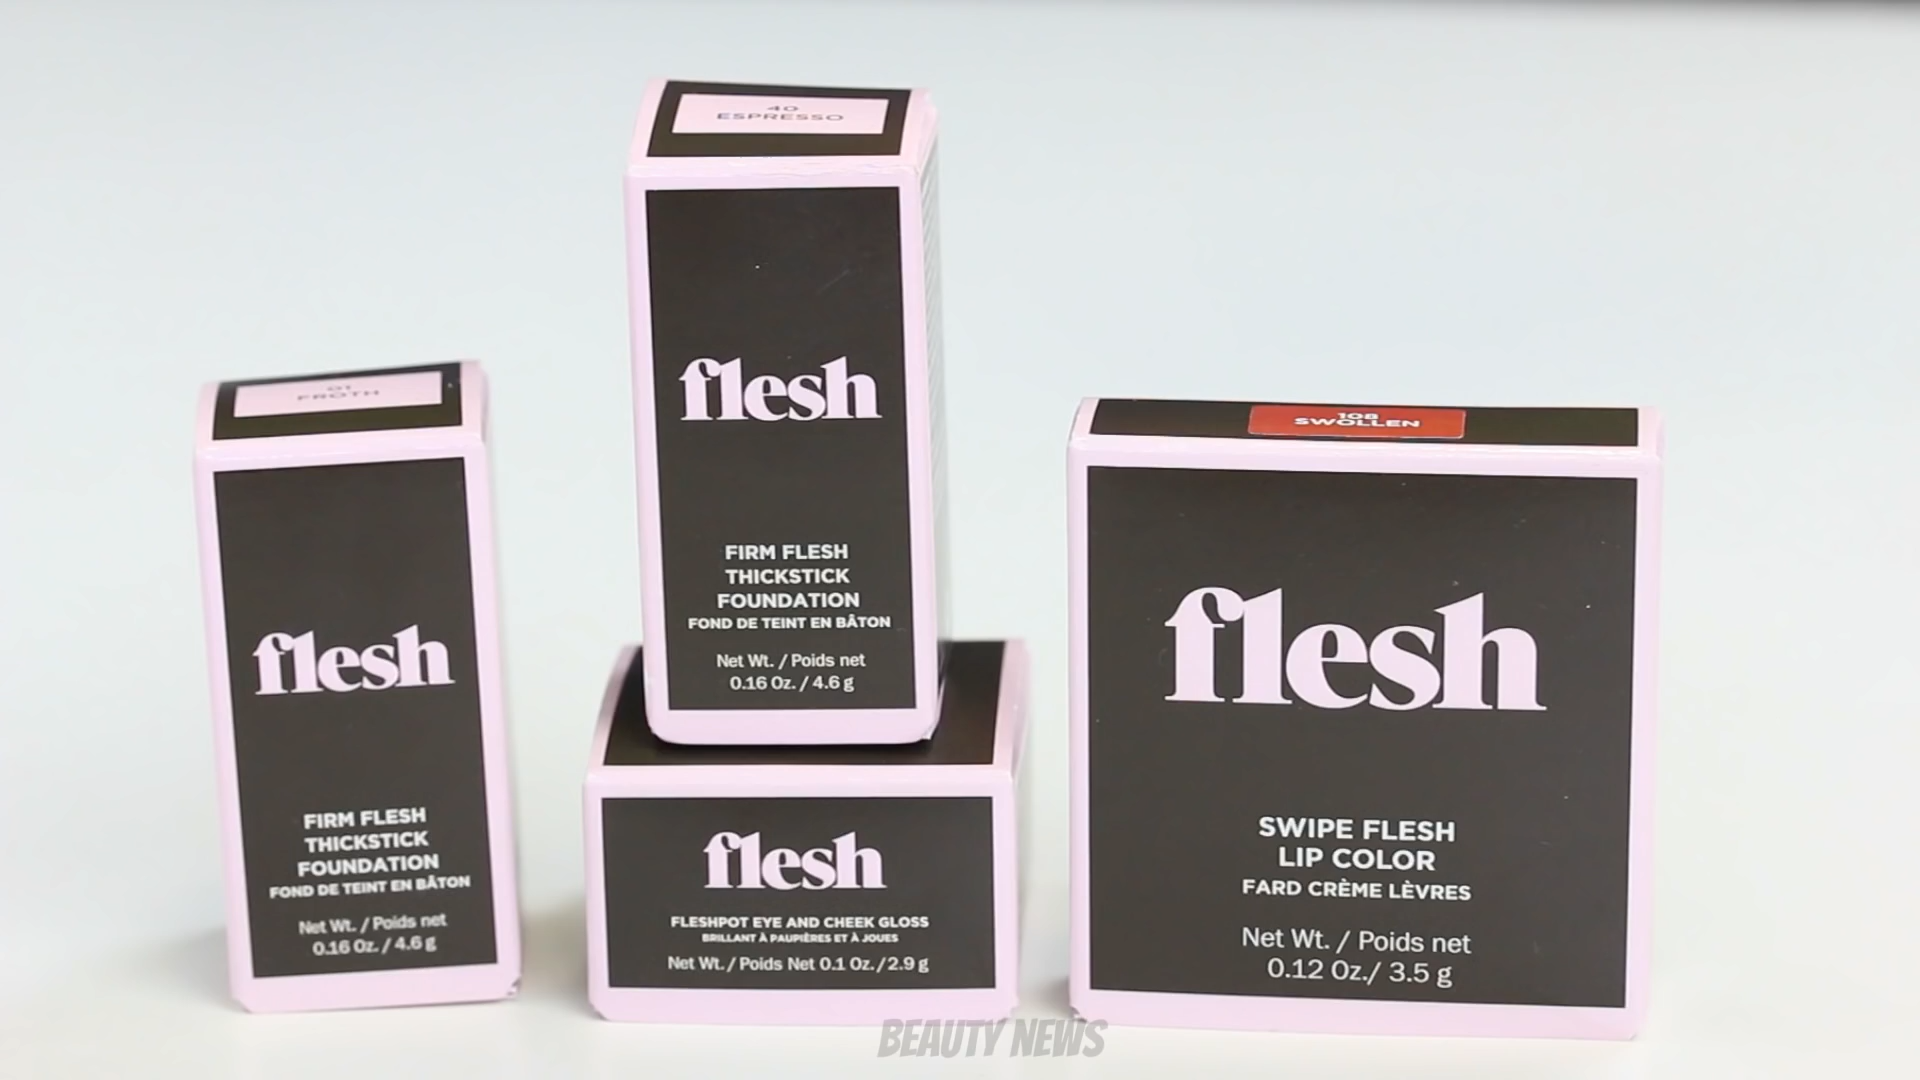 01
FROTH
flesh
FIRM FLESH
THICKSTICK
FOUNDATION
FOND DE TEINT EN BÂTON
Net Wt. / Poids net
0.16 Oz. / 4.6 g
40
ESPRESSO
flesh
FIRM FLESH
THICKSTICK
FOUNDATION
FOND DE TEINT EN BÂTON
Net Wt. / Poids net
0.16 Oz. / 4.6 g
flesh
FLESHPOT EYE AND CHEEK GLOSS
BRILLANT À PAUPIÈRES ET À JOUES
Net Wt. / Poids Net 0.1 Oz. / 2.9 g
108
SWOLLEN
flesh
SWIPE FLESH
LIP COLOR
FARD CRÈME LÈVRES
Net Wt. / Poids net
0.12 Oz./ 3.5 g
BEAUTY NEWS